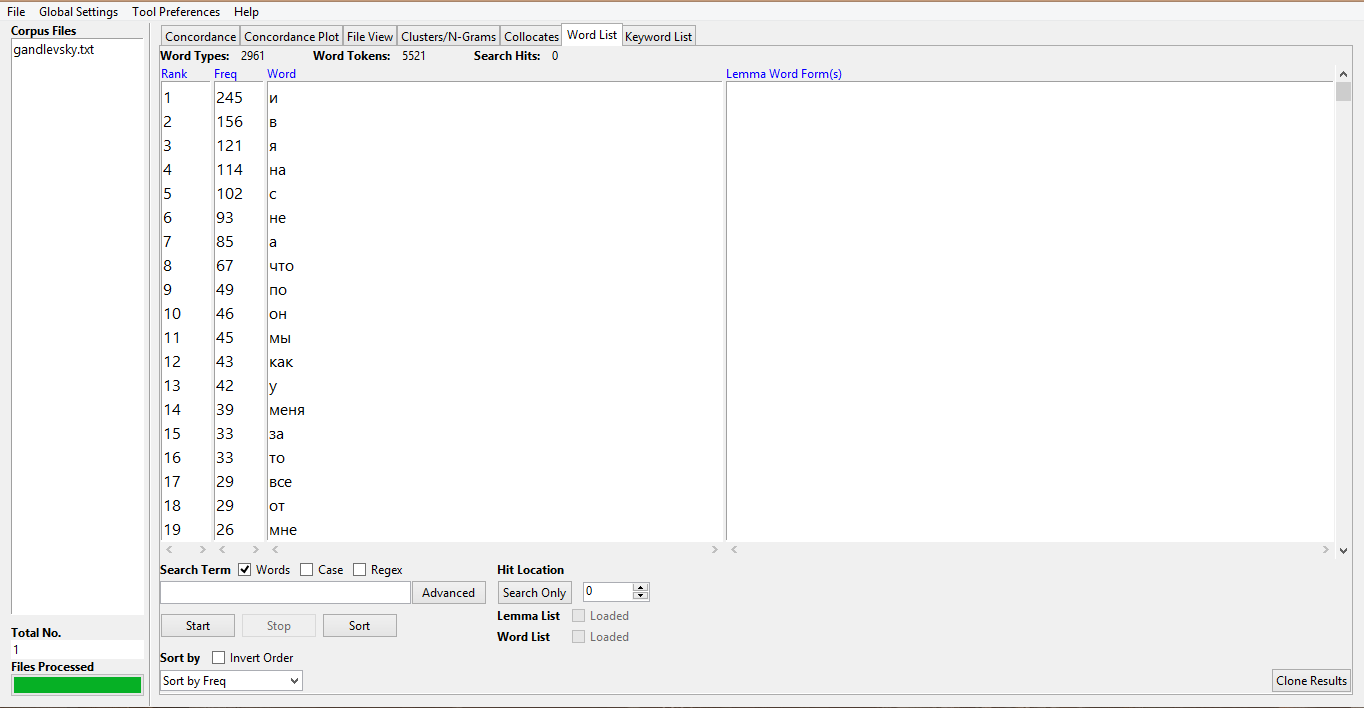 File Global Settings Tool Preferences Help
Corpus Files
gandlevsky.txt
Total No.
1
Files Processed
Concordance Concordance Plot File View Clusters/N-Grams Collocates Word List Keyword List
Word Types: 2961 Word Tokens: 5521 Search Hits: 0
Rank Freq Word Lemma Word Form(s)
1 245 и
2 156 в
3 121 я
4 114 на
5 102 с
6 93 не
7 85 а
8 67 что
9 49 по
10 46 он
11 45 мы
12 43 как
13 42 у
14 39 меня
15 33 за
16 33 то
17 29 все
18 29 от
19 26 мне
Search Term Words Case Regex Hit Location
Advanced Search Only 0
Lemma List Loaded
Start Stop Sort
Word List Loaded
Sort by Invert Order
Sort by Freq Clone Results